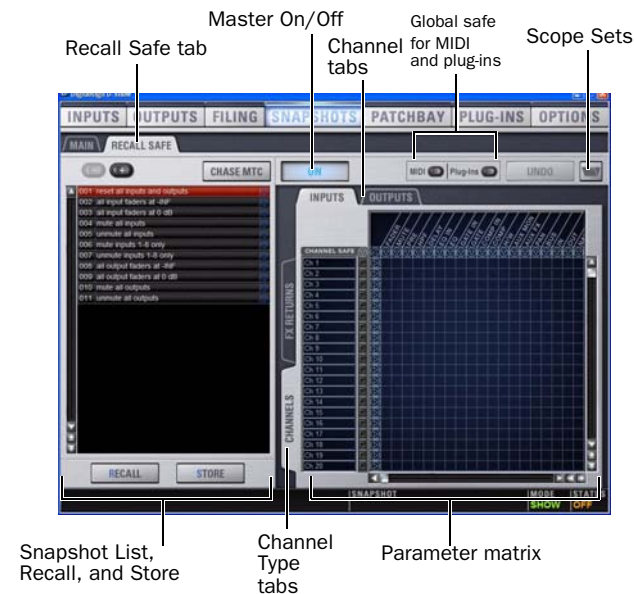 Master On/Off
Recall Safe tab
Channel
tabs
Global safe
for MIDI
and plug-ins
Scope Sets
INPUTS OUTPUTS FILING SNAPSHOTS PATCHBAY PLUG-INS OPTIONS
MAIN RECALL SAFE
CHASE MTC
ON
MIDI
Plug-Ins
UNDO
INPUTS OUTPUTS
001 reset all inputs and outputs
002 all input faders at -INF
003 all input faders at 0 dB
004 mute all inputs
005 unmute all inputs
006 mute inputs 1-8 only
007 unmute inputs 1-8 only
008 all output faders at -INF
009 all output faders at 0 dB
010 mute all outputs
011 unmute all outputs
FX RETURNS
CHANNELS
CHANNEL SAFE
Ch 1
Ch 2
Ch 3
Ch 4
Ch 5
Ch 6
Ch 7
Ch 8
Ch 9
Ch 10
Ch 11
Ch 12
Ch 13
Ch 14
Ch 15
Ch 16
Ch 17
Ch 18
Ch 19
Ch 20
RECALL STORE
SNAPSHOT MODE
SHOW OFF
Snapshot List,
Recall, and Store
Channel
Type
tabs
Parameter matrix